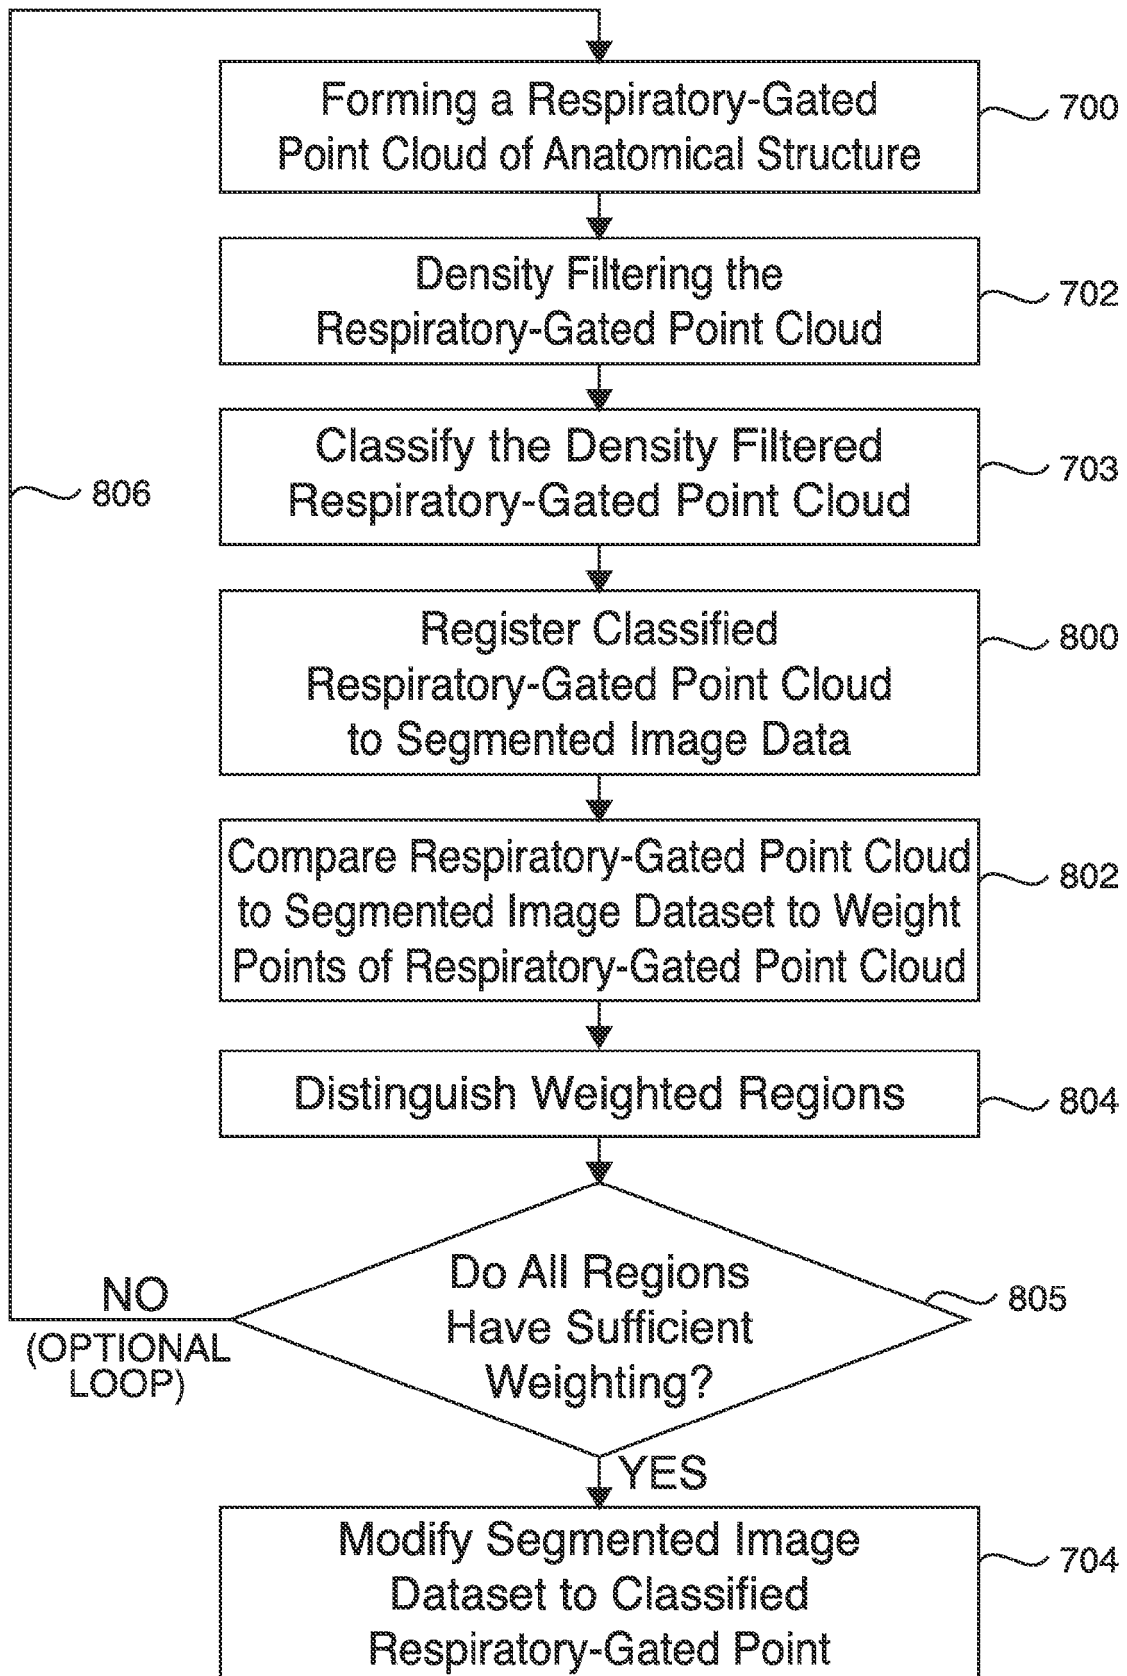 Forming a Respiratory-Gated
Point Cloud of Anatomical Structure
700
Density Filtering the
Respiratory-Gated Point Cloud
702
Classify the Density Filtered
Respiratory-Gated Point Cloud
703
806
Register Classified
Respiratory-Gated Point Cloud
to Segmented Image Data
800
Compare Respiratory-Gated Point Cloud
to Segmented Image Dataset to Weight
Points of Respiratory-Gated Point Cloud
802
Distinguish Weighted Regions
804
Do All Regions
Have Sufficient
Weighting?
805
NO
(OPTIONAL
LOOP)
YES
Modify Segmented Image
Dataset to Classified
Respiratory-Gated Point
704